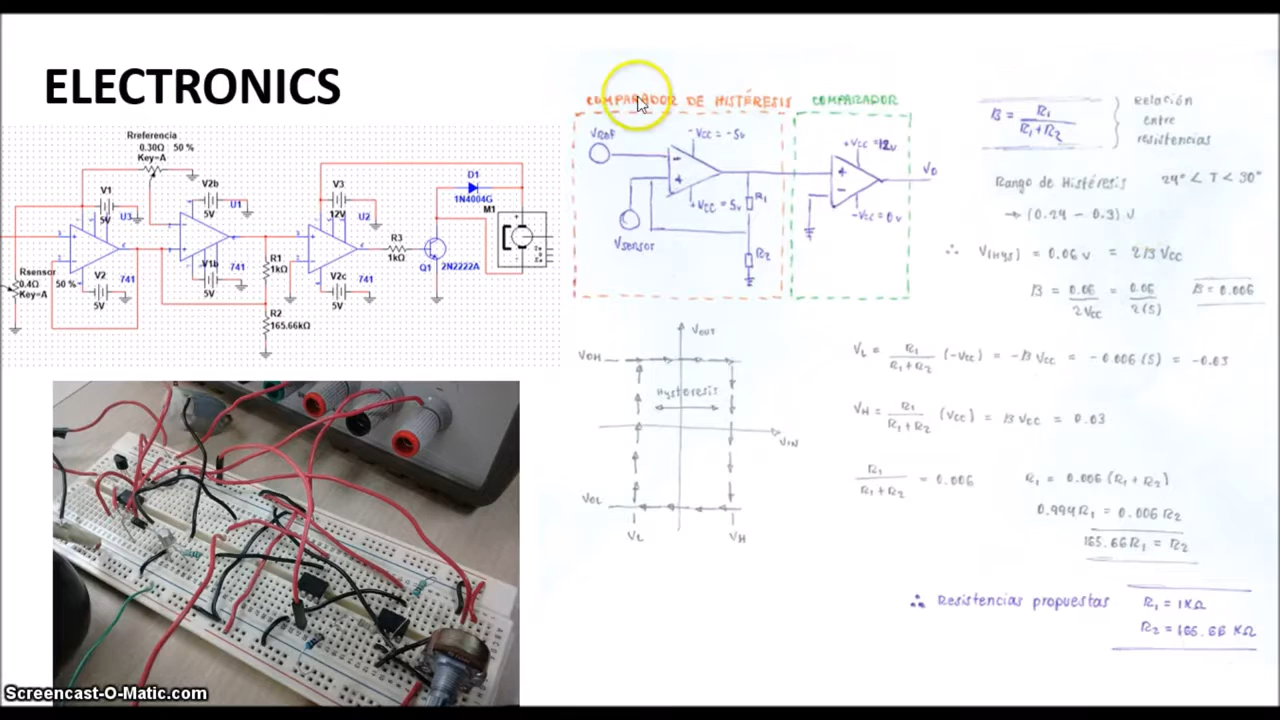 ELECTRONICS
Rreferencia
0.30Ω 50 %
Key=A
V1
5V
U3
V2b
5V
U1
V3
12V
U2
D1
1N4004G
M1
R3
1kΩ
Q1 2N2222A
Rsensor
0.4Ω 50 %
Key=A
V2
5V
741
V1b
5V
741
R1
1kΩ
R2
165.66kΩ
V2c
5V
741
COMPARADOR DE HISTÉRESIS
COMPARADOR
VREF
-VCC = -5v
+VCC = 5v
Vsensor
R1
R2
+VCC = 12V
-VCC = 0v
VO
VOUT
VOH
Hysteresis
VIN
VOL
VL
VH
B = R1 / R1+R2
Relación
entre
resistencias
Rango de Histéresis 24° < T < 30°
→ (0.24 - 0.3) V
∴ V(Hys) = 0.06 v = 2BVcc
B = 0.06 / 2Vcc = 0.06 / 2(5) B = 0.006
VL = R1 / R1+R2 (-Vcc) = -B Vcc = -0.006 (5) = -0.03
VH = R1 / R1+R2 (Vcc) = B Vcc = 0.03
R1 / R1+R2 = 0.006 R1 = 0.006 (R1 + R2)
0.994 R1 = 0.006 R2
165.66 R1 = R2
∴ Resistencias propuestas R1 = 1KΩ
R2 = 165.66 KΩ
Screencast-O-Matic.com